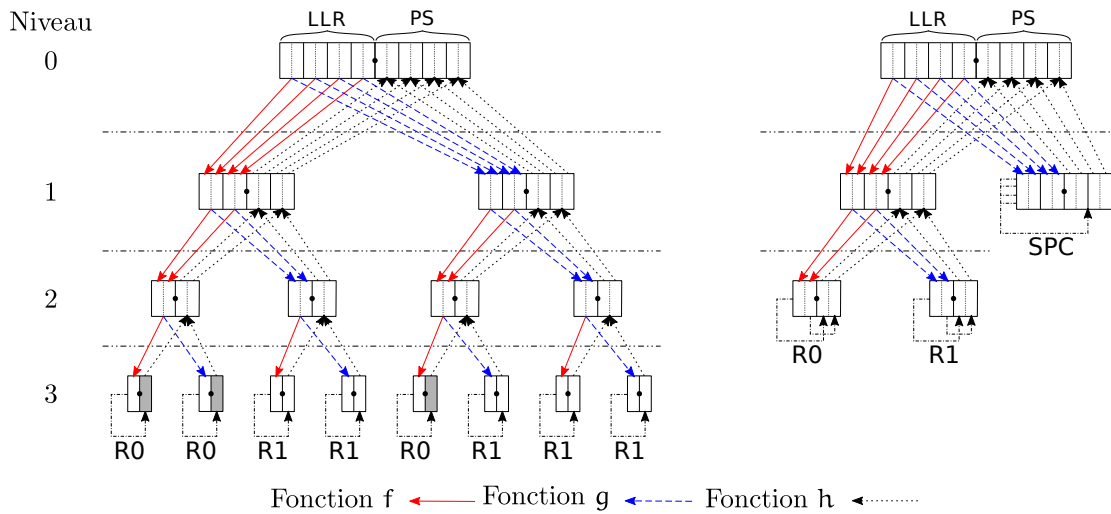 Niveau
LLR PS LLR PS
0
1
SPC
2
R0 R1
3
R0 R0 R1 R1 R0 R1 R1 R1
Fonction f Fonction g Fonction h